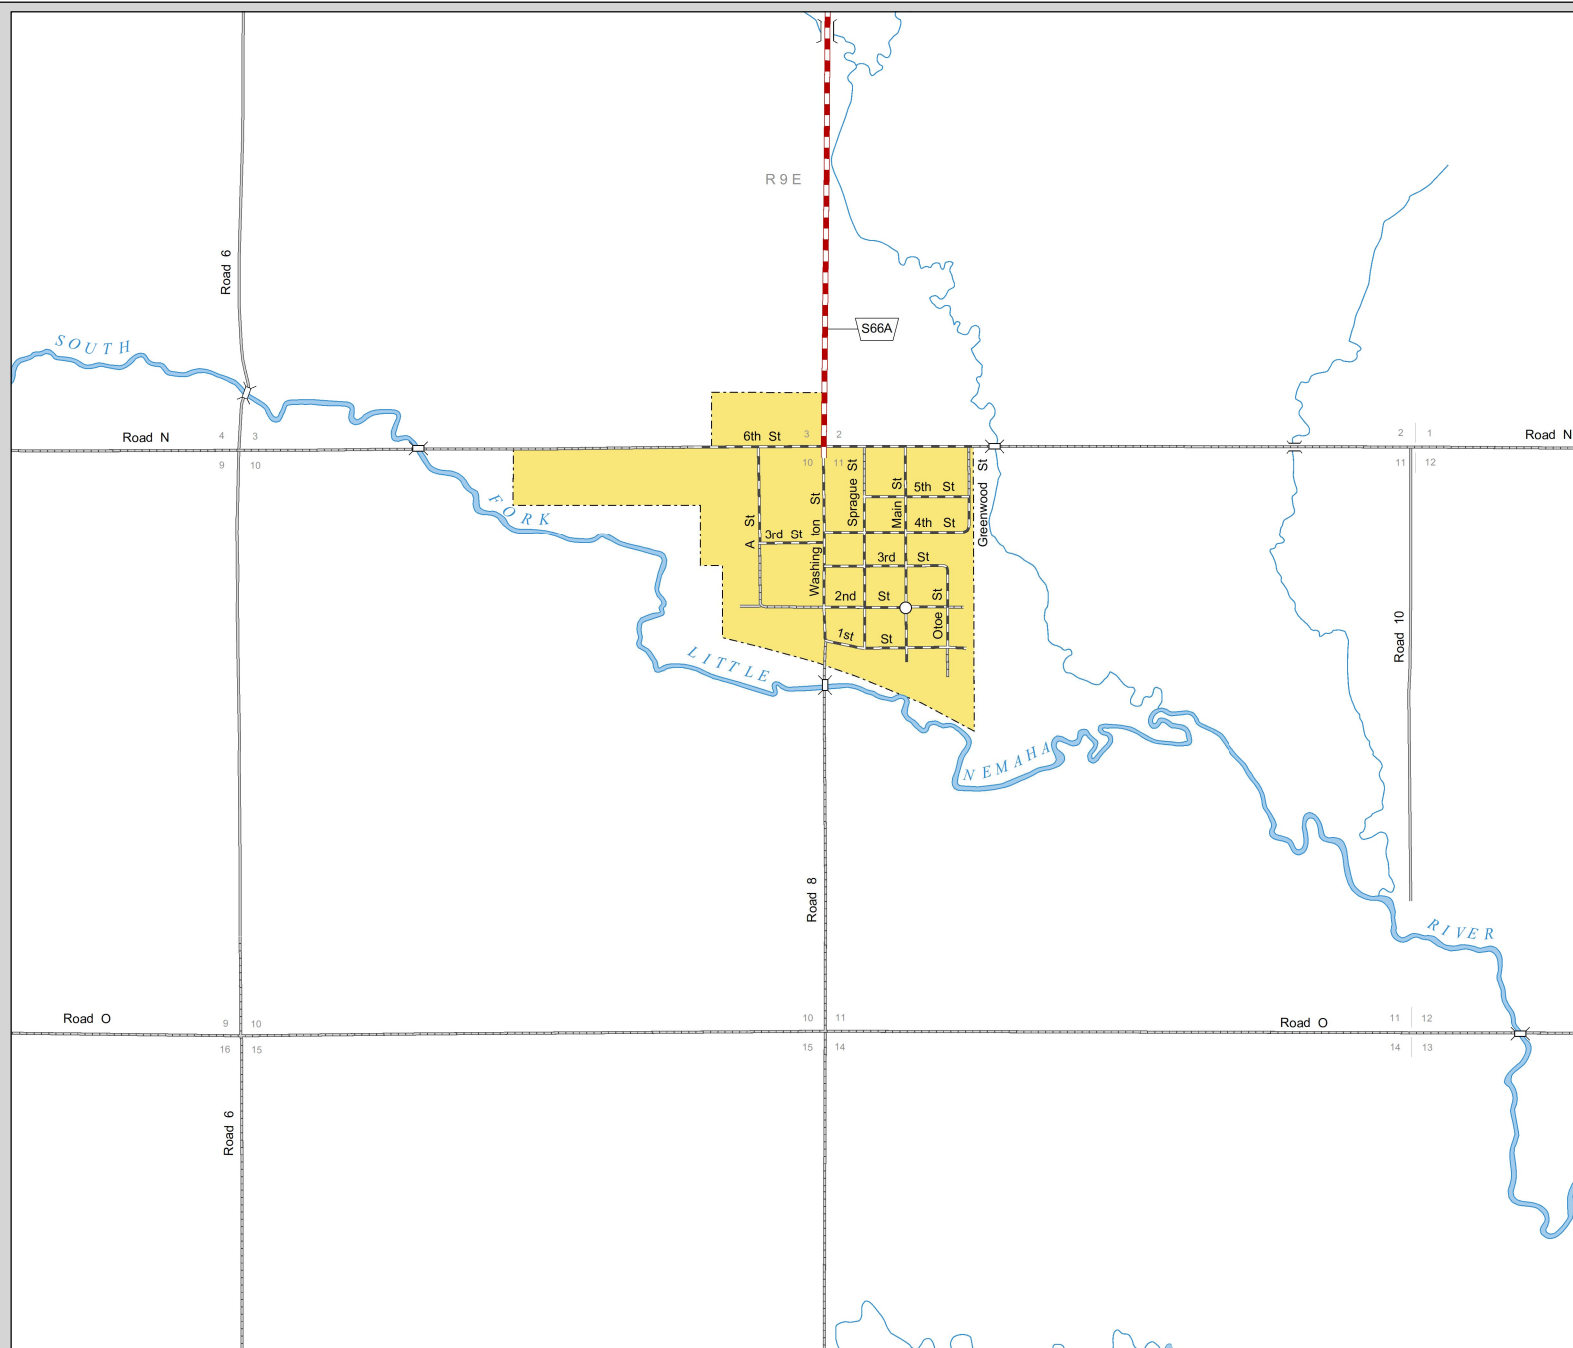 R 9 E
Road 6
S66A
SOUTH
Road N
4 3
9 10
6th St
3 2
10 11
2 1
11 12
Road N
FORK
A St
3rd St
Washing ton St
Sprague St
Main St
5th St
4th St
Greenwood St
3rd St
2nd St
1st St
Otoe St
Road 10
LITTLE
NEMAHA
Road 8
RIVER
Road O
9 10
16 15
10 11
15 14
Road O
11 12
14 13
Road 6